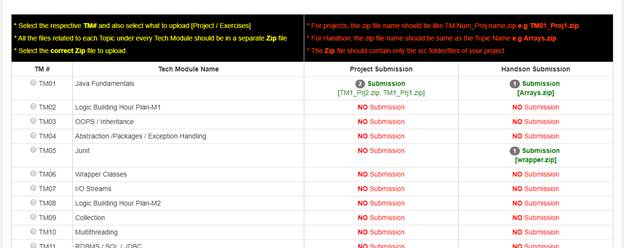 * Select the respective TM# and also select what to upload [Project / Exercises]
* All the files related to each Topic under every Tech Module should be in a separate Zip file
* Select the correct Zip file to upload.
* For projects, the zip file name should be like TM-Num_Proj.name.zip e.g TM01_Proj1.zip
* For Handson, the zip file name should be same as the Topic Name e.g Arrays.zip
* The Zip file should contain only the src folder/files of your project
TM # Tech Module Name Project Submission Handson Submission
TM01 Java Fundamentals 2 Submission 1 Submission
[TM1_Prj2.zip, TM1_Prj1.zip] [Arrays.zip]
TM02 Logic Building Hour Plan-M1 NO Submission NO Submission
TM03 OOPS / Inheritance NO Submission NO Submission
TM04 Abstraction /Packages / Exception Handling NO Submission NO Submission
TM05 Junit NO Submission 1 Submission
[wrapper.zip]
TM06 Wrapper Classes NO Submission NO Submission
TM07 I/O Streams NO Submission NO Submission
TM08 Logic Building Hour Plan-M2 NO Submission NO Submission
TM09 Collection NO Submission NO Submission
TM10 Multithreading NO Submission NO Submission
TM11 RDBMS / SQL / JDBC NO Submission NO Submission